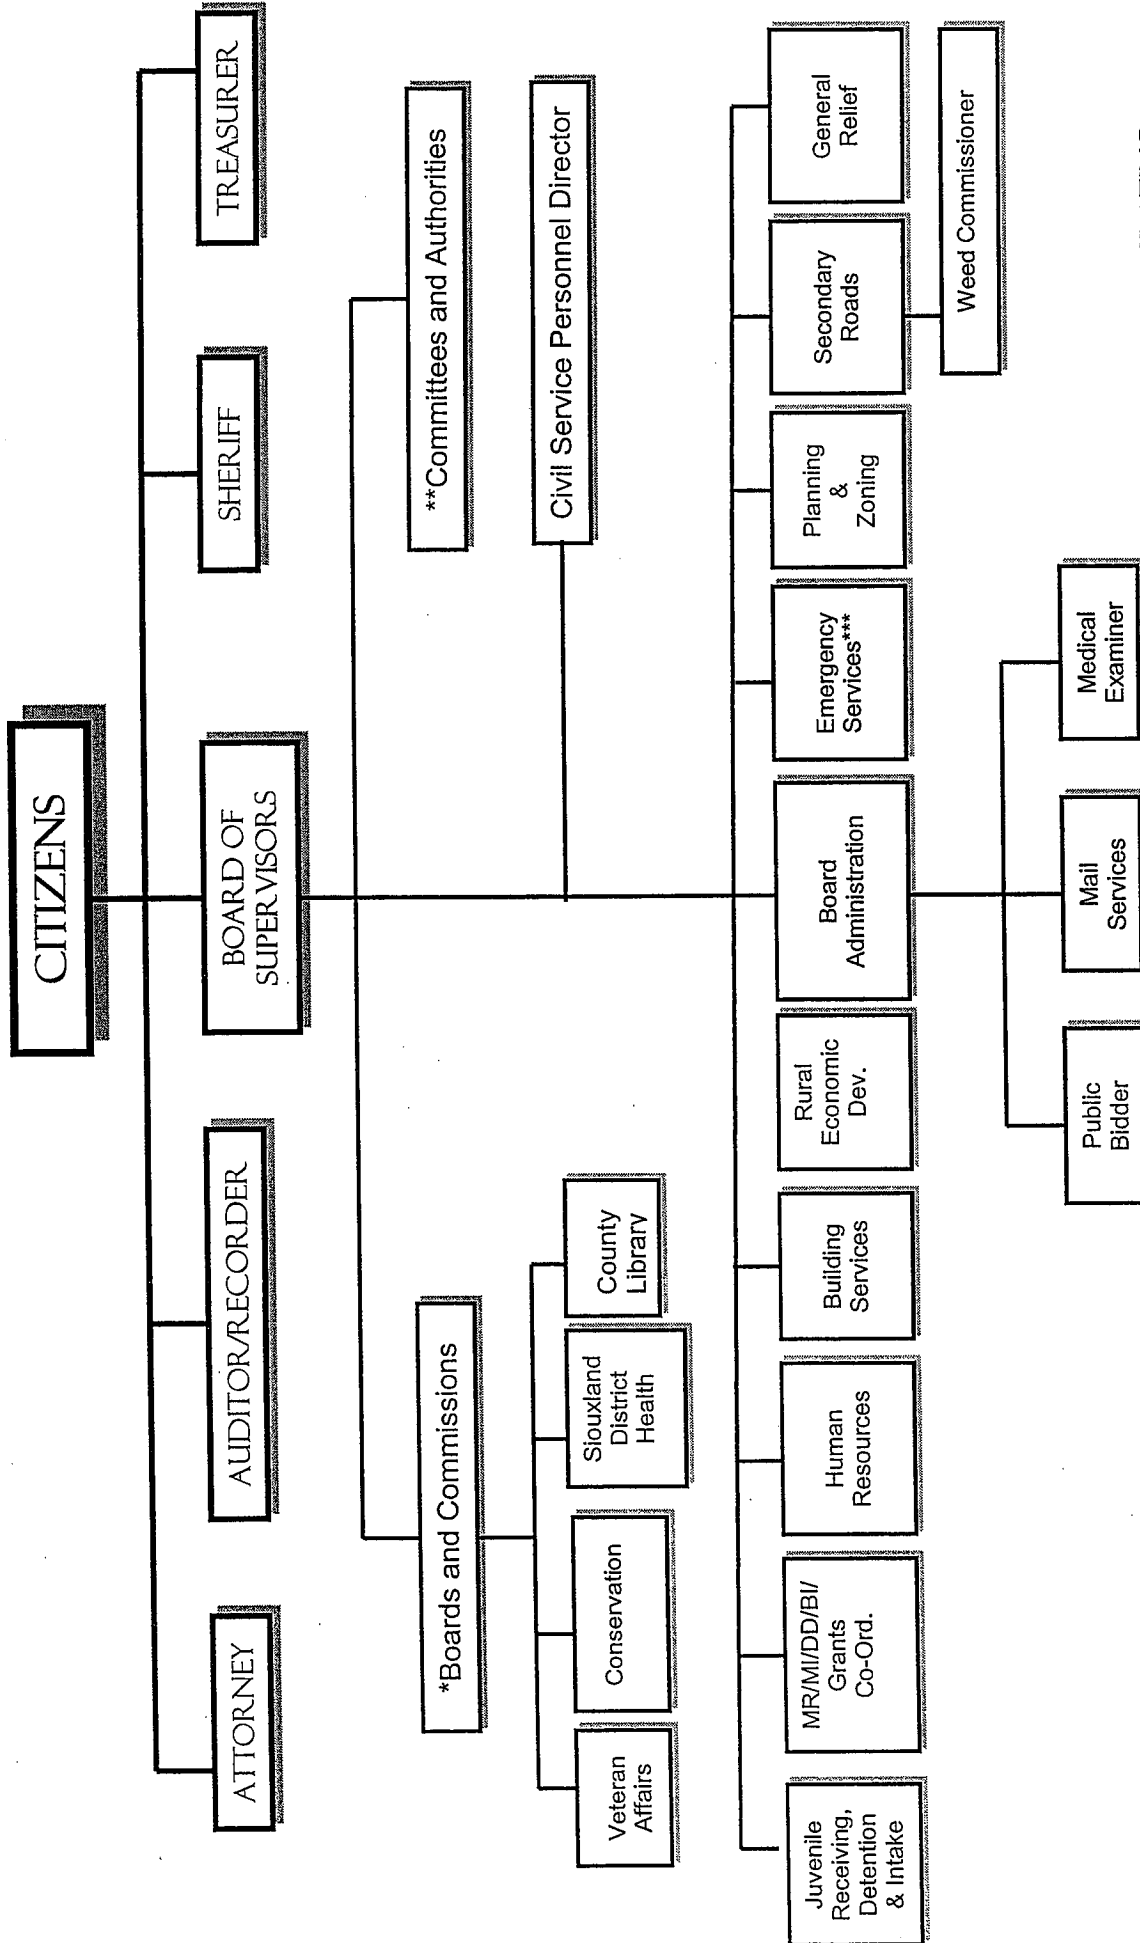 CITIZENS
ATTORNEY
AUDITOR/RECORDER
BOARD OF
SUPERVISORS
SHERIFF
TREASURER
*Boards and Commissions
**Committees and Authorities
Veteran
Affairs
Conservation
Siouxland
District
Health
County
Library
Civil Service Personnel Director
Juvenile
Receiving,
Detention
& Intake
MR/MI/DD/BI/
Grants
Co-Ord.
Human
Resources
Building
Services
Rural
Economic
Dev.
Board
Administration
Emergency
Services***
Planning
&
Zoning
Secondary
Roads
General
Relief
Weed Commissioner
Public
Bidder
Mail
Services
Medical
Examiner